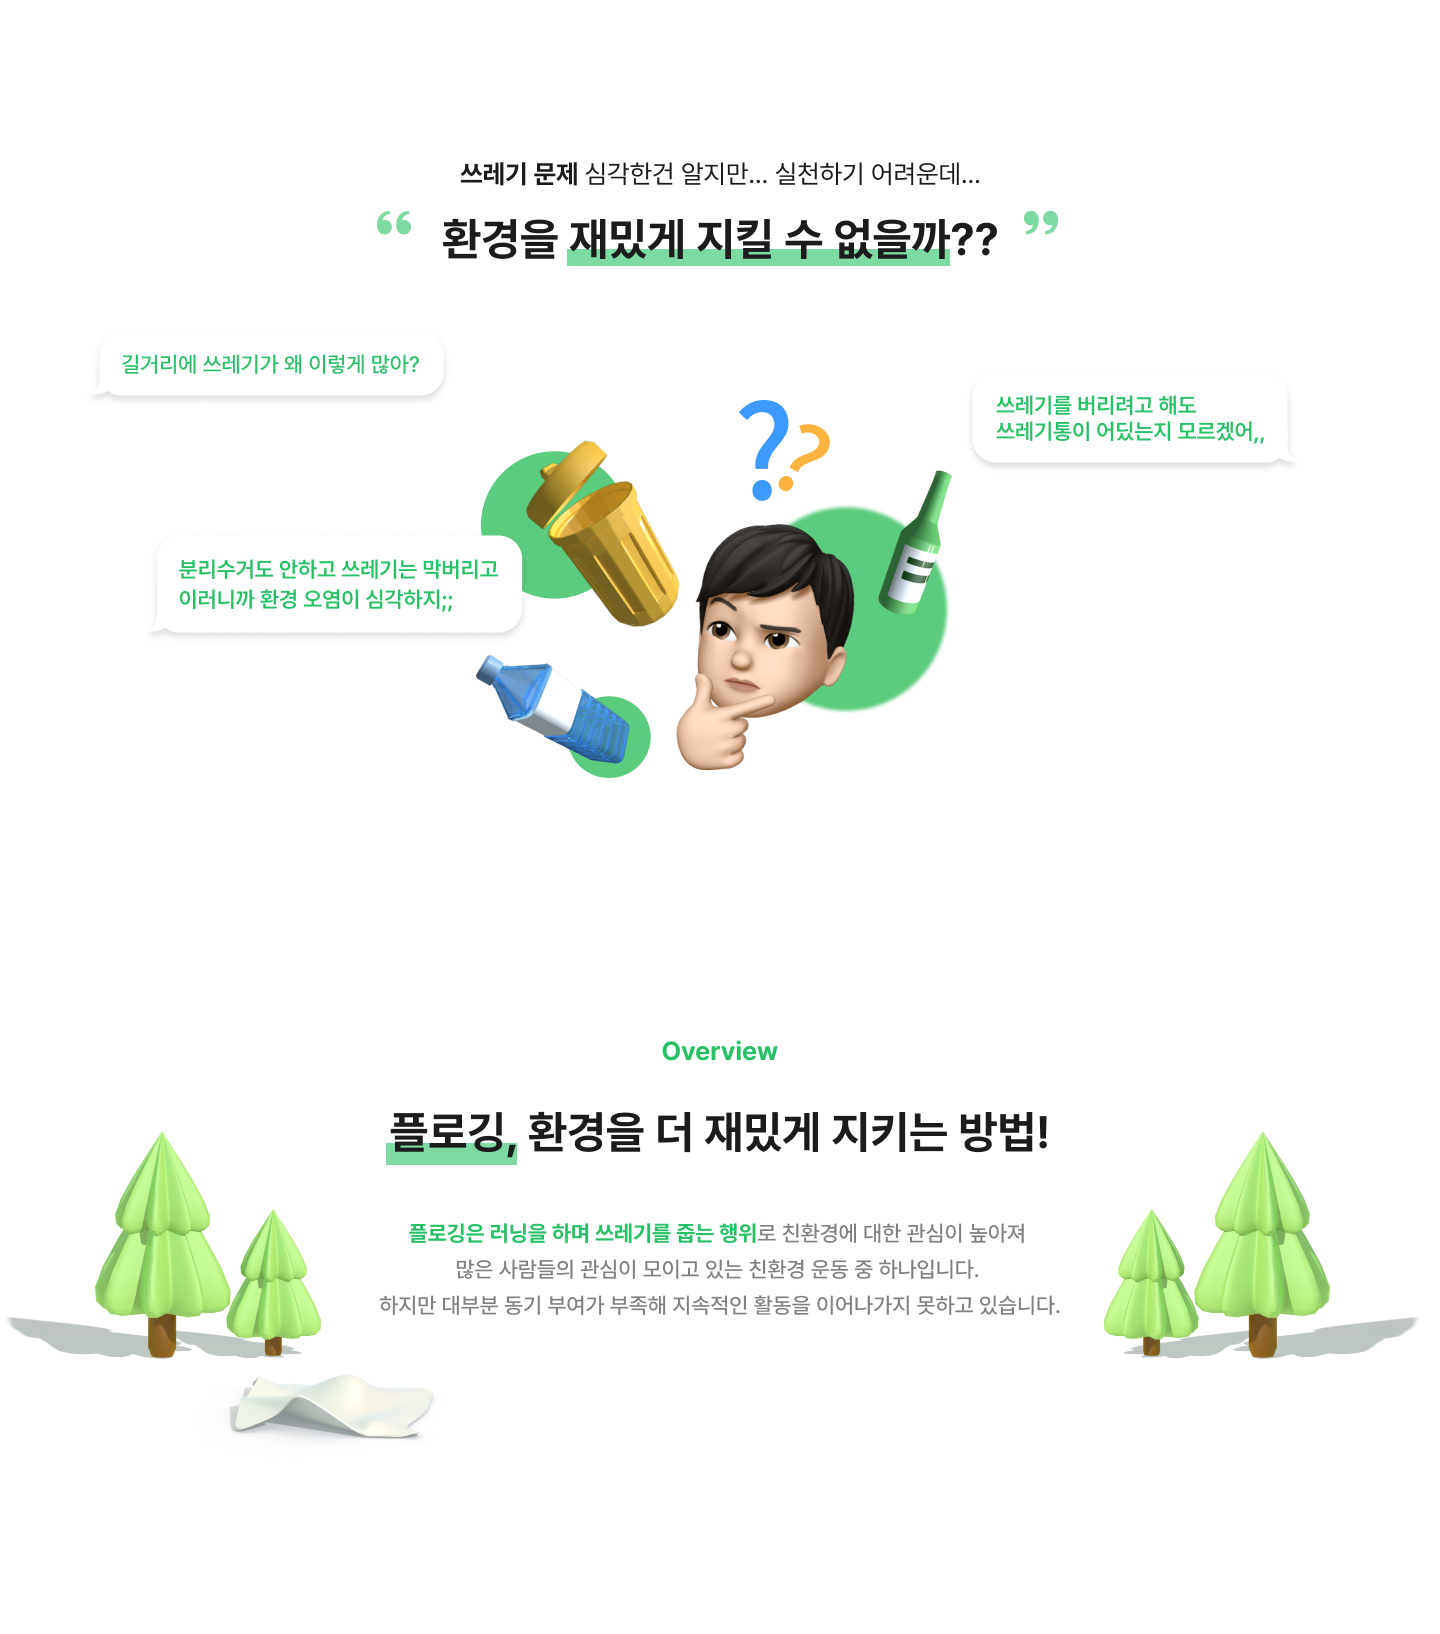 쓰레기 문제 심각한건 알지만... 실천하기 어려운데...
“ 환경을 재밌게 지킬 수 없을까?? ”
길거리에 쓰레기가 왜 이렇게 많아?
쓰레기를 버리려고 해도
쓰레기통이 어딨는지 모르겠어,,
??
분리수거도 안하고 쓰레기는 막버리고
이러니까 환경 오염이 심각하지;;
Overview
플로깅, 환경을 더 재밌게 지키는 방법!
플로깅은 러닝을 하며 쓰레기를 줍는 행위로 친환경에 대한 관심이 높아져
많은 사람들의 관심이 모이고 있는 친환경 운동 중 하나입니다.
하지만 대부분 동기 부여가 부족해 지속적인 활동을 이어나가지 못하고 있습니다.